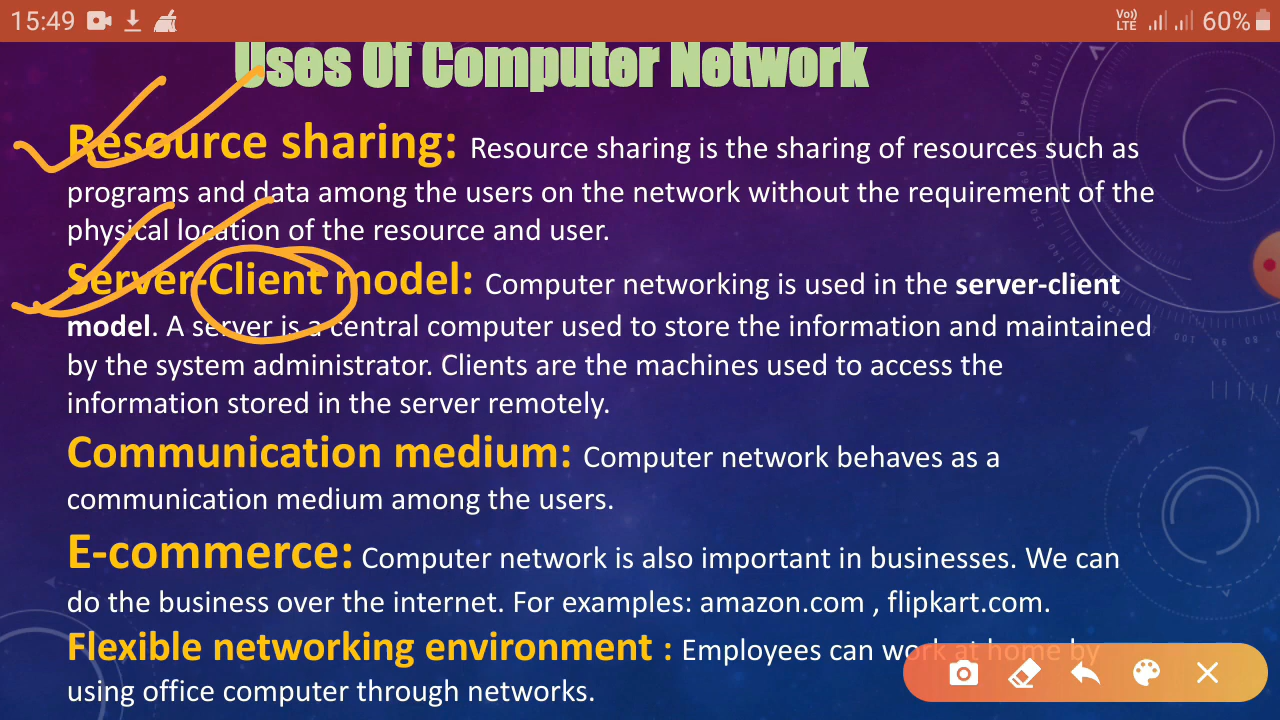 15:49 Vo)) LTE 60%
Uses Of Computer Network
Resource sharing: Resource sharing is the sharing of resources such as
programs and data among the users on the network without the requirement of the
physical location of the resource and user.
Server-Client model: Computer networking is used in the server-client
model. A server is a central computer used to store the information and maintained
by the system administrator. Clients are the machines used to access the
information stored in the server remotely.
Communication medium: Computer network behaves as a
communication medium among the users.
E-commerce: Computer network is also important in businesses. We can
do the business over the internet. For examples: amazon.com , flipkart.com.
Flexible networking environment : Employees can work at home by
using office computer through networks.